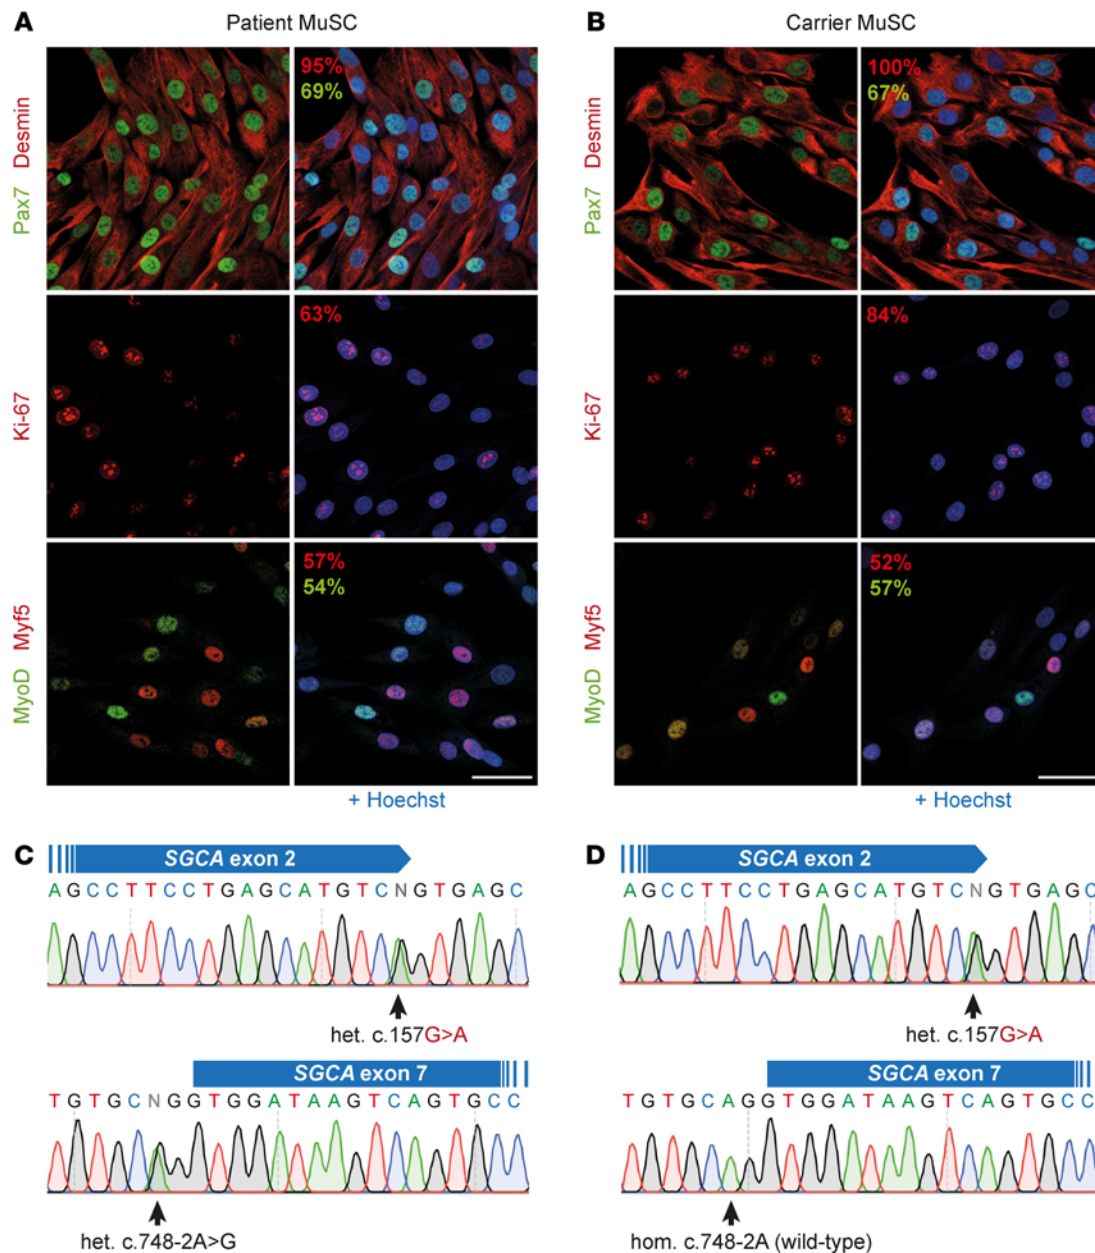 A Patient MuSC
B Carrier MuSC
Pax7 Desmin
95%
69%
Pax7 Desmin
100%
67%
Ki-67
63%
Ki-67
84%
MyoD Myf5
57%
54%
MyoD Myf5
52%
57%
+ Hoechst
+ Hoechst
C
SGCA exon 2
AGCCTTCCTGAGCATGTCNGTGAGC
het. c.157G>A
SGCA exon 7
TGTGCNGGTGGATAAGTCAGTGCC
het. c.748-2A>G
D
SGCA exon 2
AGCCTTCCTGAGCATGTCNGTGAGC
het. c.157G>A
SGCA exon 7
TGTGCAGGTGGATAAGTCAGTGCC
hom. c.748-2A (wild-type)